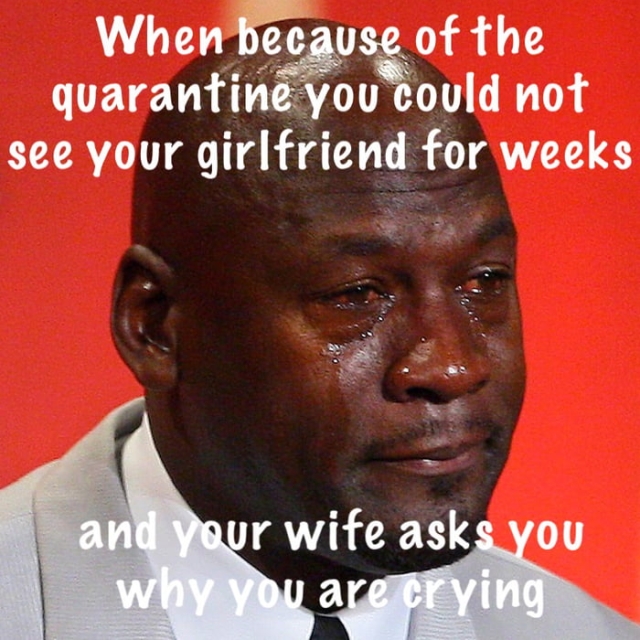 When because of the
quarantine you could not
see your girlfriend for weeks
and your wife asks you
why you are crying